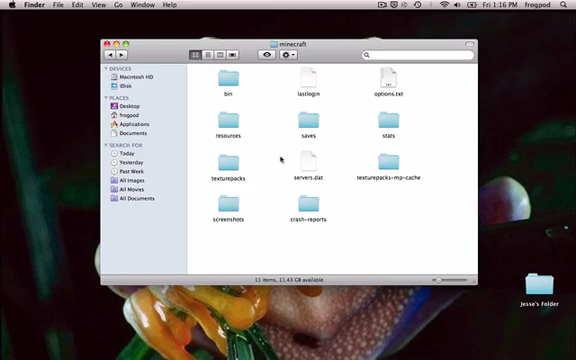 Finder File Edit View Go Window Help
Fri 1:16 PM frogpod
minecraft
DEVICES
Macintosh HD
iDisk
PLACES
Desktop
frogpod
Applications
Documents
SEARCH FOR
Today
Yesterday
Past Week
All Images
All Movies
All Documents
bin lastlogin options.txt
resources saves stats
texturepacks servers.dat texturepacks-mp-cache
screenshots crash-reports
11 items, 11.43 GB available
Jesse's Folder